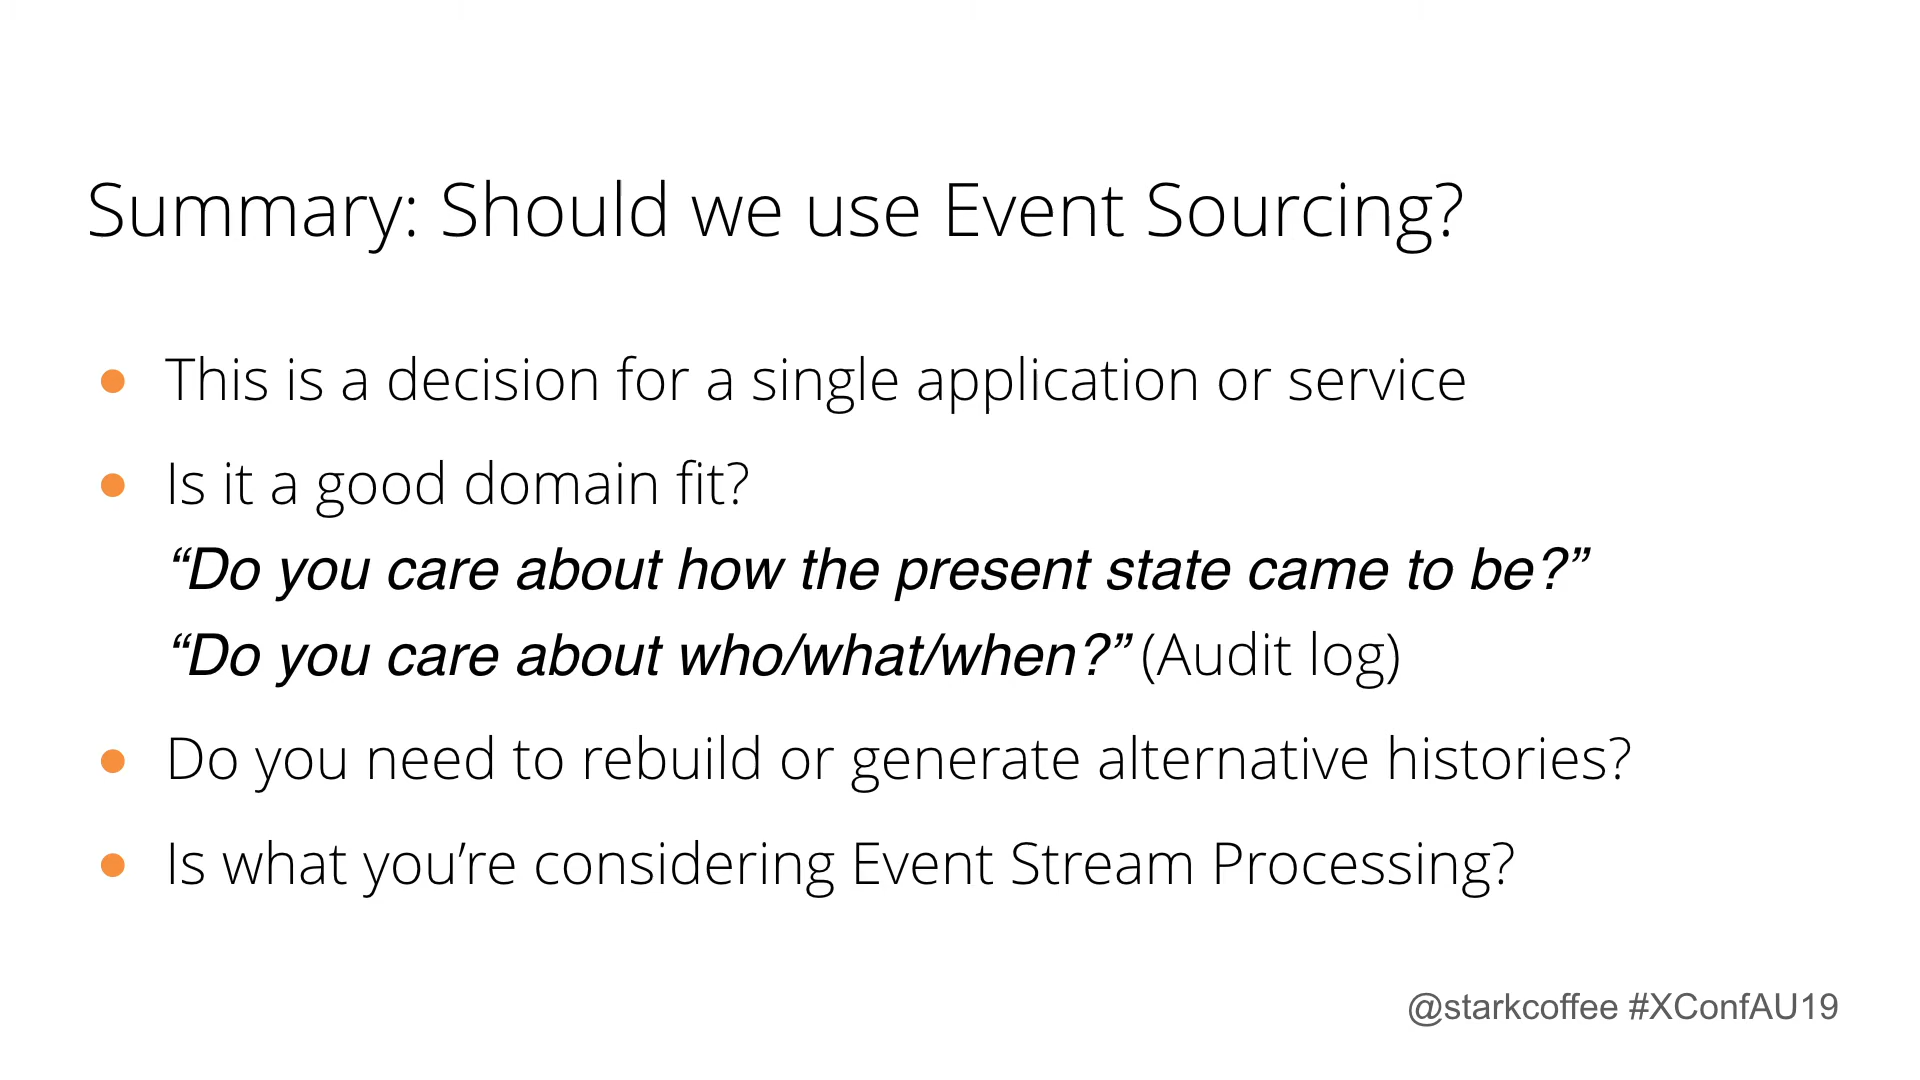 Summary: Should we use Event Sourcing?
● This is a decision for a single application or service
● Is it a good domain fit?
“Do you care about how the present state came to be?”
“Do you care about who/what/when?” (Audit log)
● Do you need to rebuild or generate alternative histories?
● Is what you’re considering Event Stream Processing?
@starkcoffee #XConfAU19